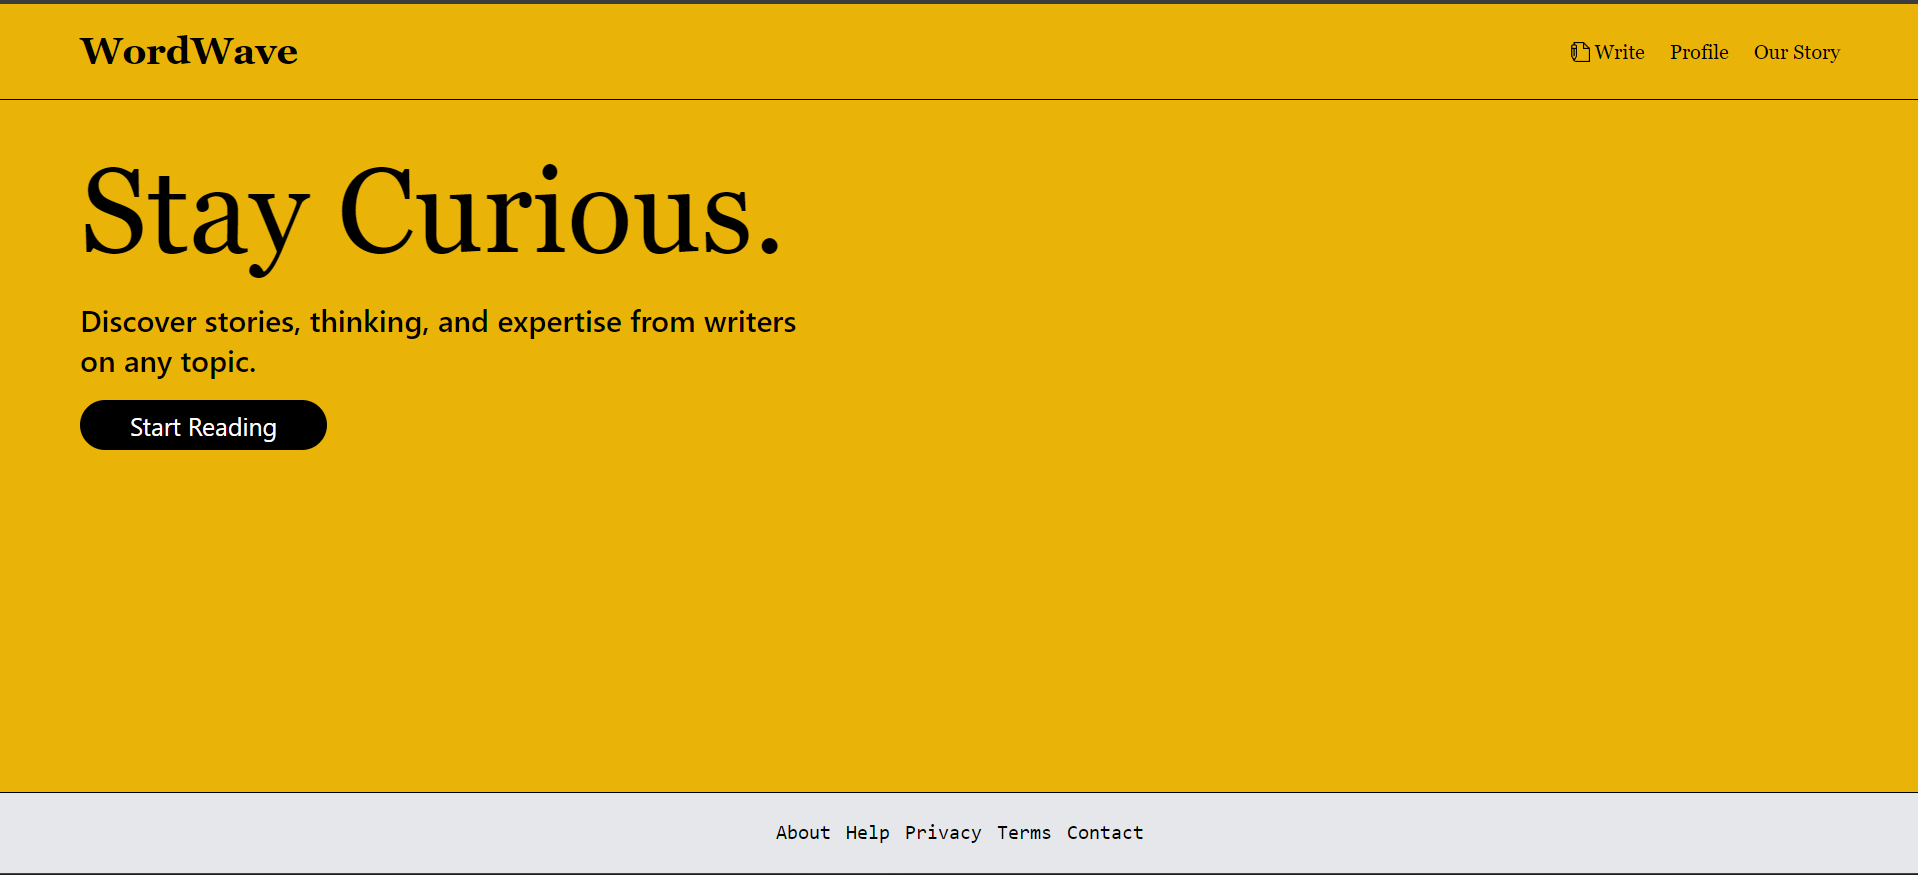 WordWave
Write Profile Our Story
Stay Curious.
Discover stories, thinking, and expertise from writers
on any topic.
Start Reading
About Help Privacy Terms Contact